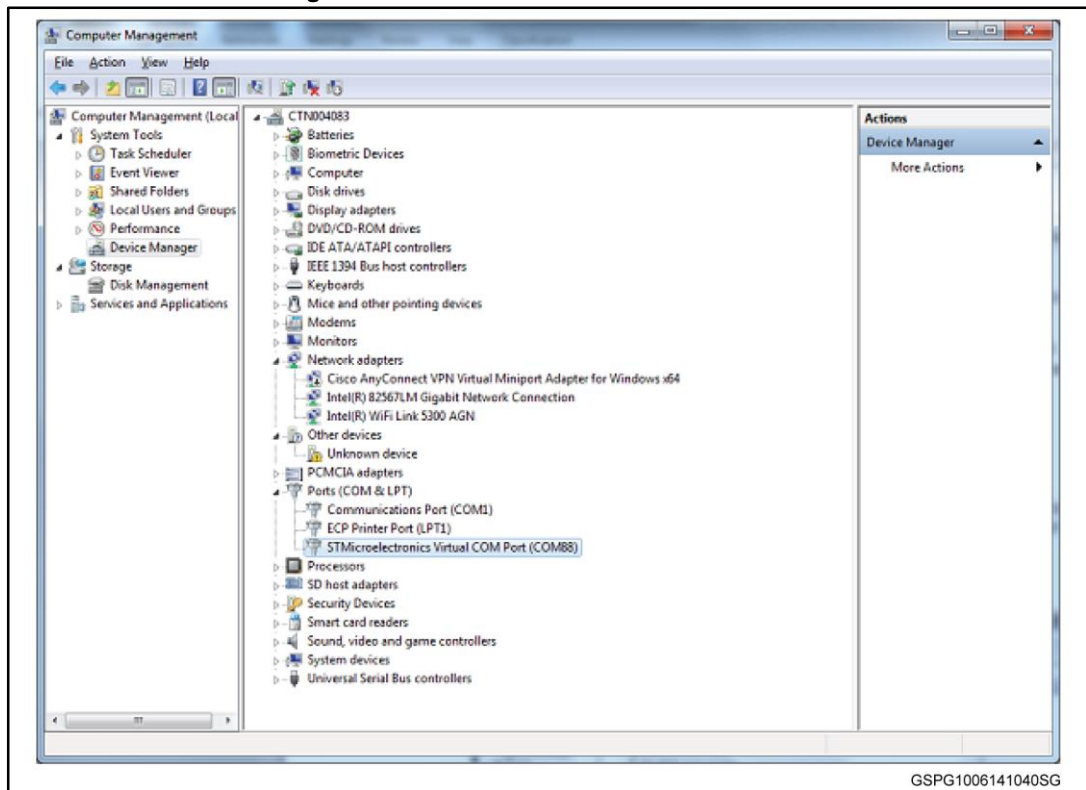 Computer Management
File Action View Help
Computer Management (Local
System Tools
Task Scheduler
Event Viewer
Shared Folders
Local Users and Groups
Performance
Device Manager
Storage
Disk Management
Services and Applications
CTN004083
Batteries
Biometric Devices
Computer
Disk drives
Display adapters
DVD/CD-ROM drives
IDE ATA/ATAPI controllers
IEEE 1394 Bus host controllers
Keyboards
Mice and other pointing devices
Modems
Monitors
Network adapters
Cisco AnyConnect VPN Virtual Miniport Adapter for Windows x64
Intel(R) 82567LM Gigabit Network Connection
Intel(R) WiFi Link 5300 AGN
Other devices
Unknown device
PCMCIA adapters
Ports (COM & LPT)
Communications Port (COM1)
ECP Printer Port (LPT1)
STMicroelectronics Virtual COM Port (COM88)
Processors
SD host adapters
Security Devices
Smart card readers
Sound, video and game controllers
System devices
Universal Serial Bus controllers
Actions
Device Manager
More Actions
GSPG1006141040SG